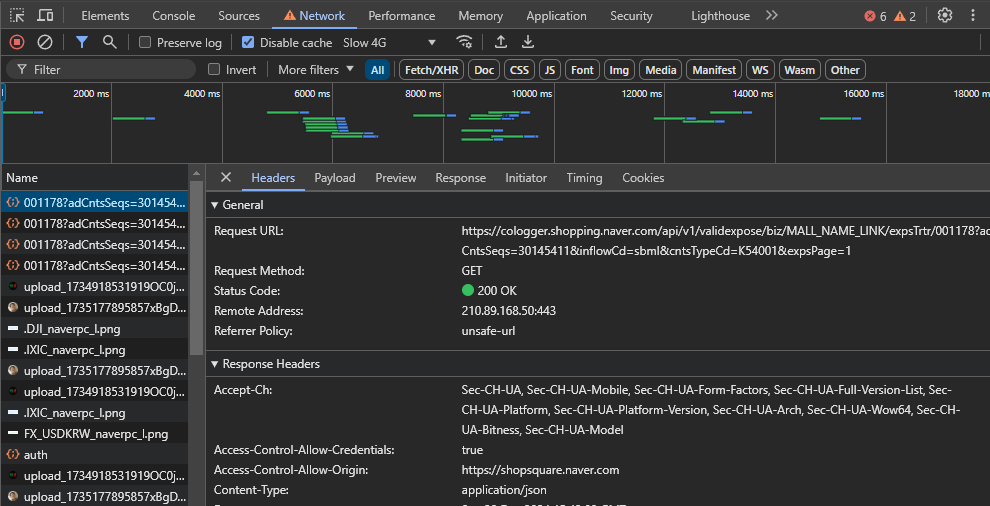 Elements Console Sources Network Performance Memory Application Security Lighthouse 6 2
Preserve log Disable cache Slow 4G
Filter Invert More filters All Fetch/XHR Doc CSS JS Font Img Media Manifest WS Wasm Other
2000 ms 4000 ms 6000 ms 8000 ms 10000 ms 12000 ms 14000 ms 16000 ms 18000
Name
001178?adCntsSeqs=301454...
001178?adCntsSeqs=301454...
001178?adCntsSeqs=301454...
001178?adCntsSeqs=301454...
upload_1734918531919OC0j...
upload_1735177895857xBgD...
.DJI_naverpc_l.png
.IXIC_naverpc_l.png
upload_1735177895857xBgD...
upload_1734918531919OC0j...
.IXIC_naverpc_l.png
FX_USDKRW_naverpc_l.png
auth
upload_1734918531919OC0j...
upload_1735177895857xBgD...
Headers Payload Preview Response Initiator Timing Cookies
General
Request URL: https://cologger.shopping.naver.com/api/v1/validexpose/biz/MALL_NAME_LINK/expsTrtr/001178?ad
CntsSeqs=30145411&inflowCd=sbml&cntsTypeCd=K54001&expsPage=1
Request Method: GET
Status Code: 200 OK
Remote Address: 210.89.168.50:443
Referrer Policy: unsafe-url
Response Headers
Accept-Ch: Sec-CH-UA, Sec-CH-UA-Mobile, Sec-CH-UA-Form-Factors, Sec-CH-UA-Full-Version-List, Sec-
CH-UA-Platform, Sec-CH-UA-Platform-Version, Sec-CH-UA-Arch, Sec-CH-UA-Wow64, Sec-CH-
UA-Bitness, Sec-CH-UA-Model
Access-Control-Allow-Credentials: true
Access-Control-Allow-Origin: https://shopsquare.naver.com
Content-Type: application/json